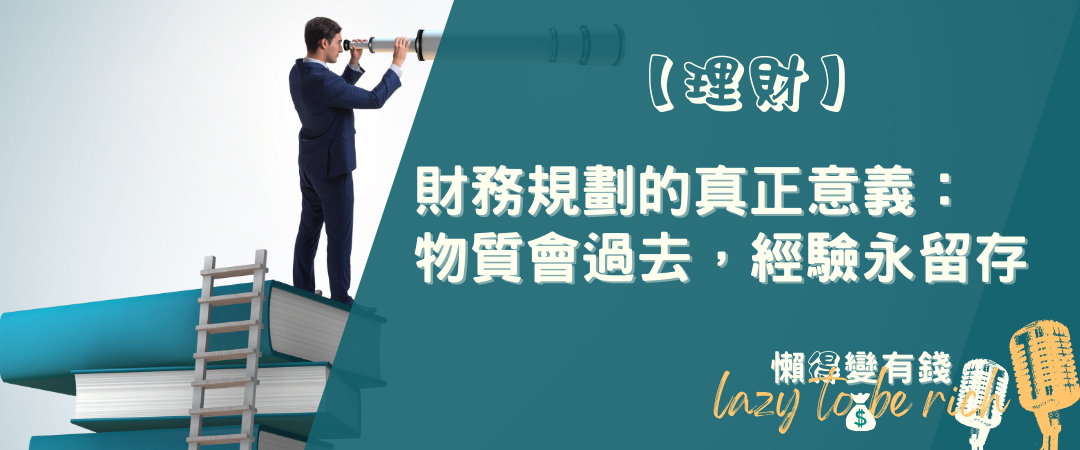 【理財】
財務規劃的真正意義：
物質會過去，經驗永留存
懶得變有錢
lazy to be rich
$